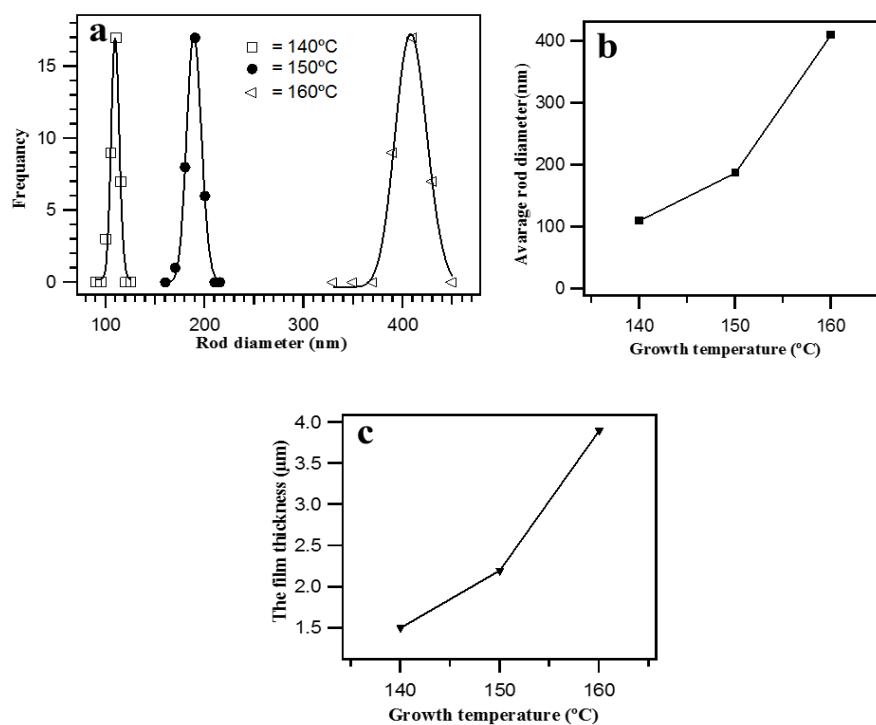 a
□ = 140ºC
● = 150ºC
◁ = 160ºC
Frequancy
15
10
5
0
100
200
300
400
Rod diameter (nm)
b
Avarage rod diameter(nm)
400
300
200
100
0
140
150
160
Growth temperature (ºC)
c
The film thickness (µm)
4.0
3.5
3.0
2.5
2.0
1.5
140
150
160
Growth temperature (ºC)